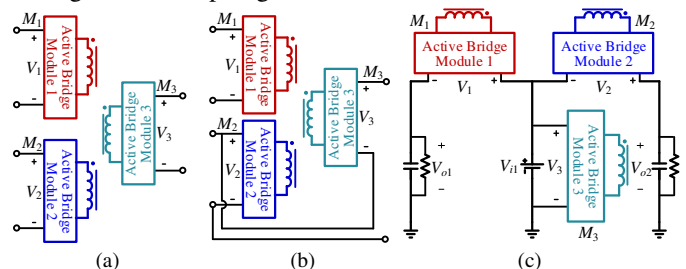 M1
+
V1
-
Active Bridge
Module 1
M2
+
V2
-
Active Bridge
Module 2
Active Bridge
Module 3
M3
+
V3
-
(a)
M1
+
V1
-
Active Bridge
Module 1
M2
+
V2
-
Active Bridge
Module 2
Active Bridge
Module 3
M3
+
V3
-
(b)
M1
Active Bridge
Module 1
- V1 +
M2
Active Bridge
Module 2
- V2 +
+
Vo1
-
Vi1
+
V3
-
Active Bridge
Module 3
M3
+
Vo2
-
(c)